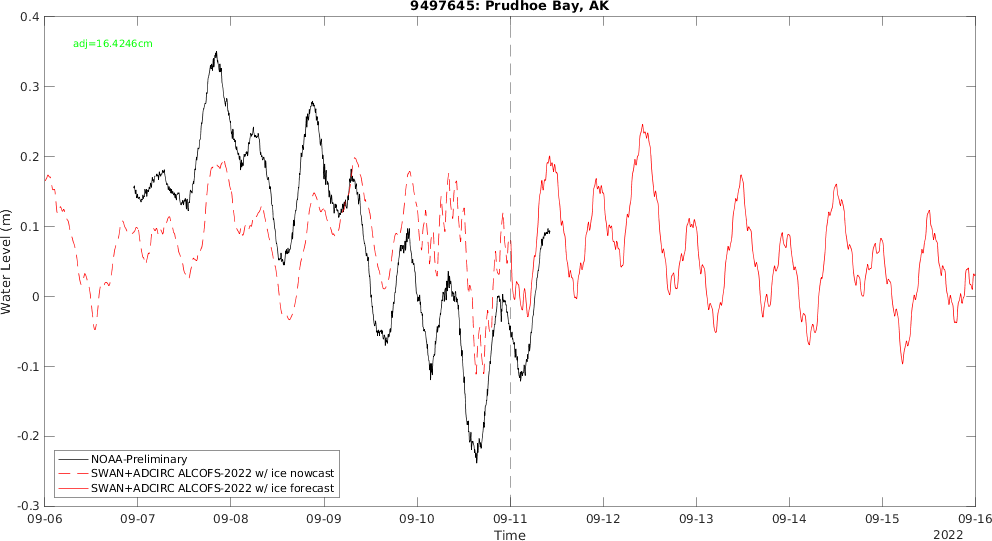 9497645: Prudhoe Bay, AK
adj=16.4246cm
0.4
0.3
0.2
0.1
0
-0.1
-0.2
-0.3
Water Level (m)
NOAA-Preliminary
SWAN+ADCIRC ALCOFS-2022 w/ ice nowcast
SWAN+ADCIRC ALCOFS-2022 w/ ice forecast
09-06 09-07 09-08 09-09 09-10 09-11 09-12 09-13 09-14 09-15 09-16
Time
2022